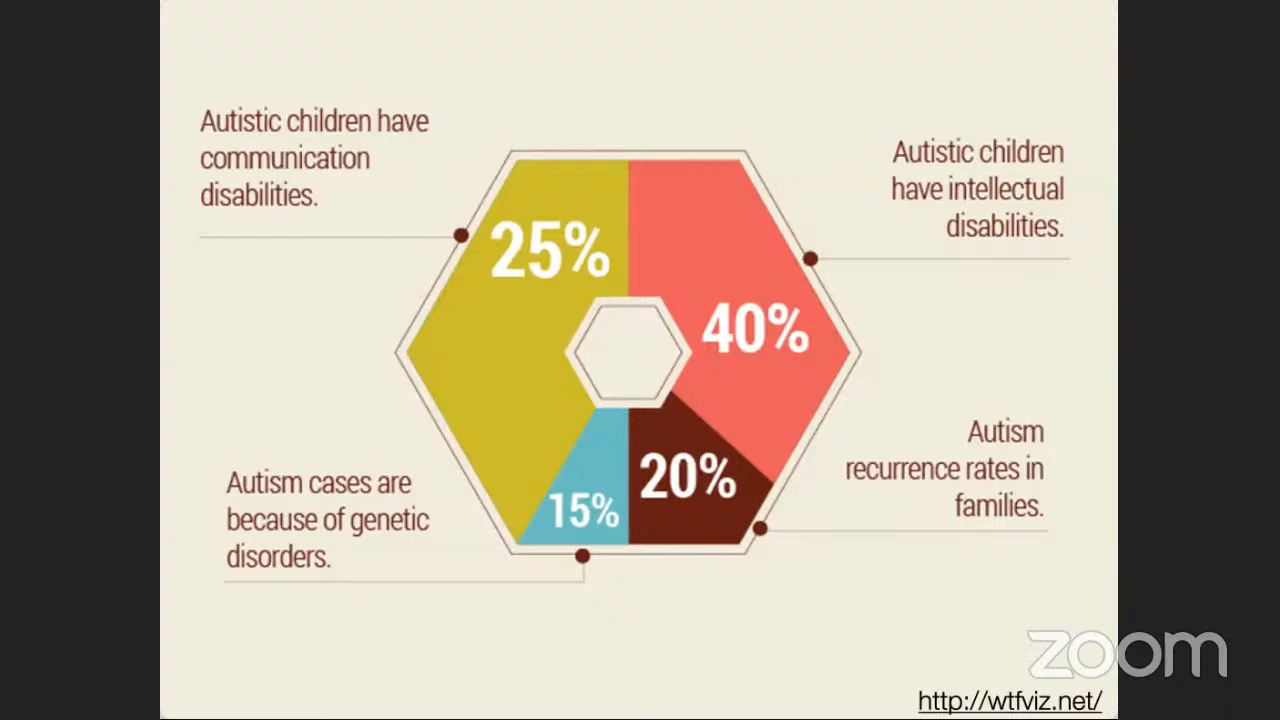 Autistic children have
communication
disabilities.
Autistic children
have intellectual
disabilities.
25%
40%
Autism
recurrence rates in
families.
20%
15%
Autism cases are
because of genetic
disorders.
zoom
http://wtfviz.net/